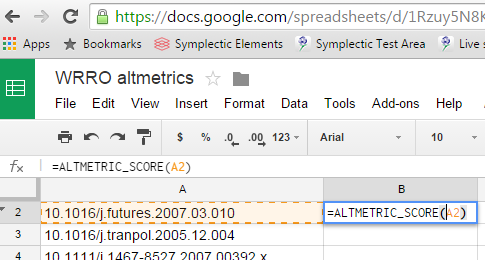 https://docs.google.com/spreadsheets/d/1Rzuy5N8K
Apps Symplectic Elements Symplectic Test Area Live s
WRRO altmetrics
File Edit View Insert Format Data Tools Add-ons Help
$ % .0 .00 123 Arial 10
fx =ALTMETRIC_SCORE(A2)
A B
2 10.1016/j.futures.2007.03.010 =ALTMETRIC_SCORE(A2)
3 10.1016/j.tranpol.2005.12.004
4 10.1111/j.1467-8527.2007.00392.x